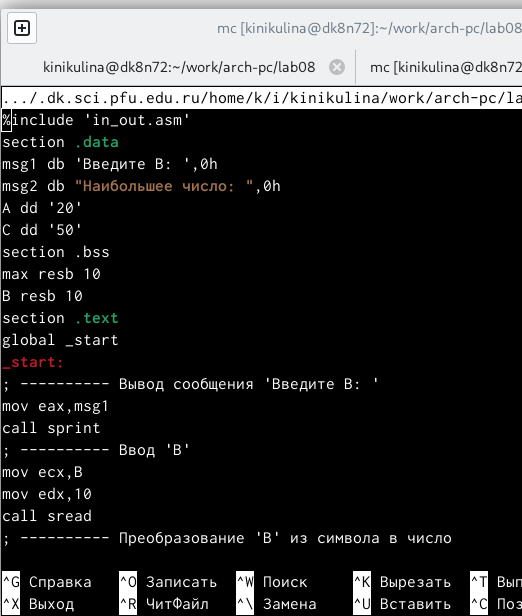 mc [kinikulina@dk8n72]:~/work/arch-pc/lab08
kinikulina@dk8n72:~/work/arch-pc/lab08
mc [kinikulina@dk8n72
.../.dk.sci.pfu.edu.ru/home/k/i/kinikulina/work/arch-pc/la
%include 'in_out.asm'
section .data
msg1 db 'Введите B: ',0h
msg2 db "Наибольшее число: ",0h
A dd '20'
C dd '50'
section .bss
max resb 10
B resb 10
section .text
global _start
_start:
; ---------- Вывод сообщения 'Введите B: '
mov eax,msg1
call sprint
; ---------- Ввод 'B'
mov ecx,B
mov edx,10
call sread
; ---------- Преобразование 'B' из символа в число
^G Справка ^O Записать ^W Поиск ^K Вырезать ^T Вып
^X Выход ^R ЧитФайл ^\ Замена ^U Вставить ^C Поз